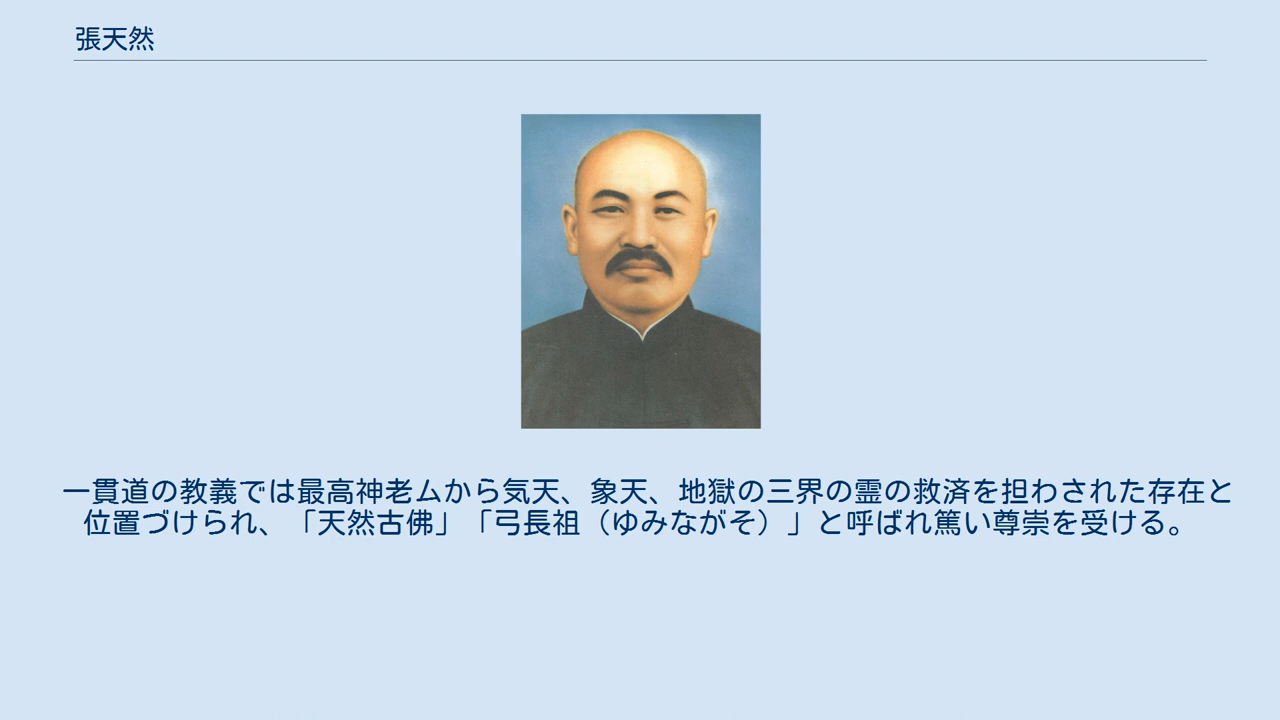 張天然
一貫道の教義では最高神老ムから気天、象天、地獄の三界の霊の救済を担わされた存在と
位置づけられ、「天然古佛」「弓長祖（ゆみながそ）」と呼ばれ篤い尊崇を受ける。